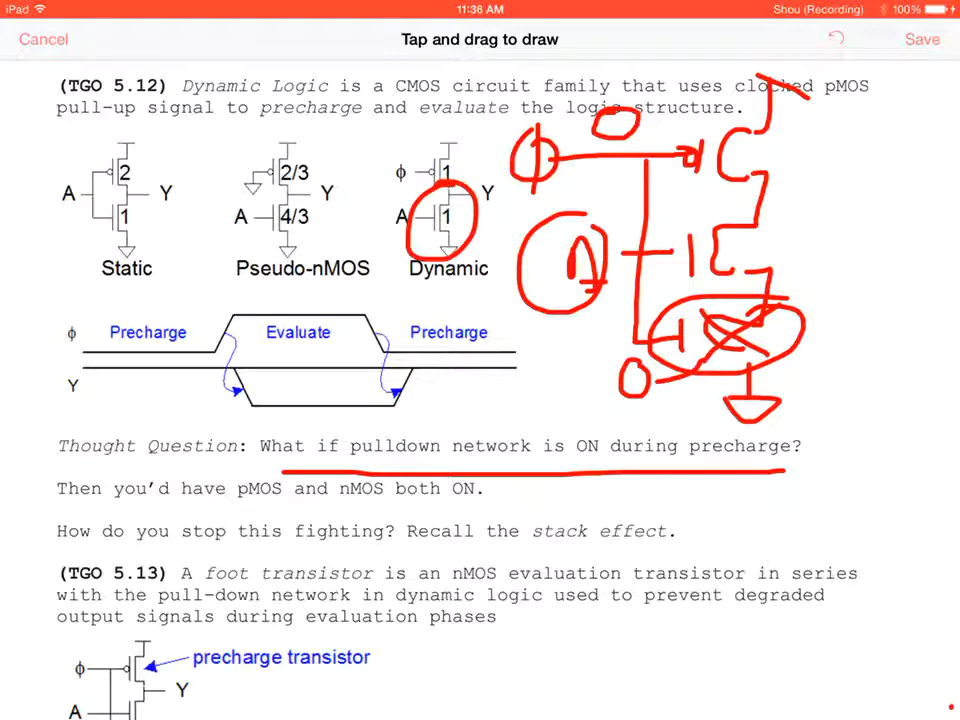 iPad 11:36 AM Shou (Recording) 100%
Cancel Tap and drag to draw Save
(TGO 5.12) Dynamic Logic is a CMOS circuit family that uses clocked pMOS
pull-up signal to precharge and evaluate the logic structure.
ϕ 0
2 2/3 ϕ 1
A Y Y Y
1 A 4/3 A 1
n
Static Pseudo-nMOS Dynamic
ϕ Precharge Evaluate Precharge
Y
0
Thought Question: What if pulldown network is ON during precharge?
Then you'd have pMOS and nMOS both ON.
How do you stop this fighting? Recall the stack effect.
(TGO 5.13) A foot transistor is an nMOS evaluation transistor in series
with the pull-down network in dynamic logic used to prevent degraded
output signals during evaluation phases
ϕ precharge transistor
Y
A